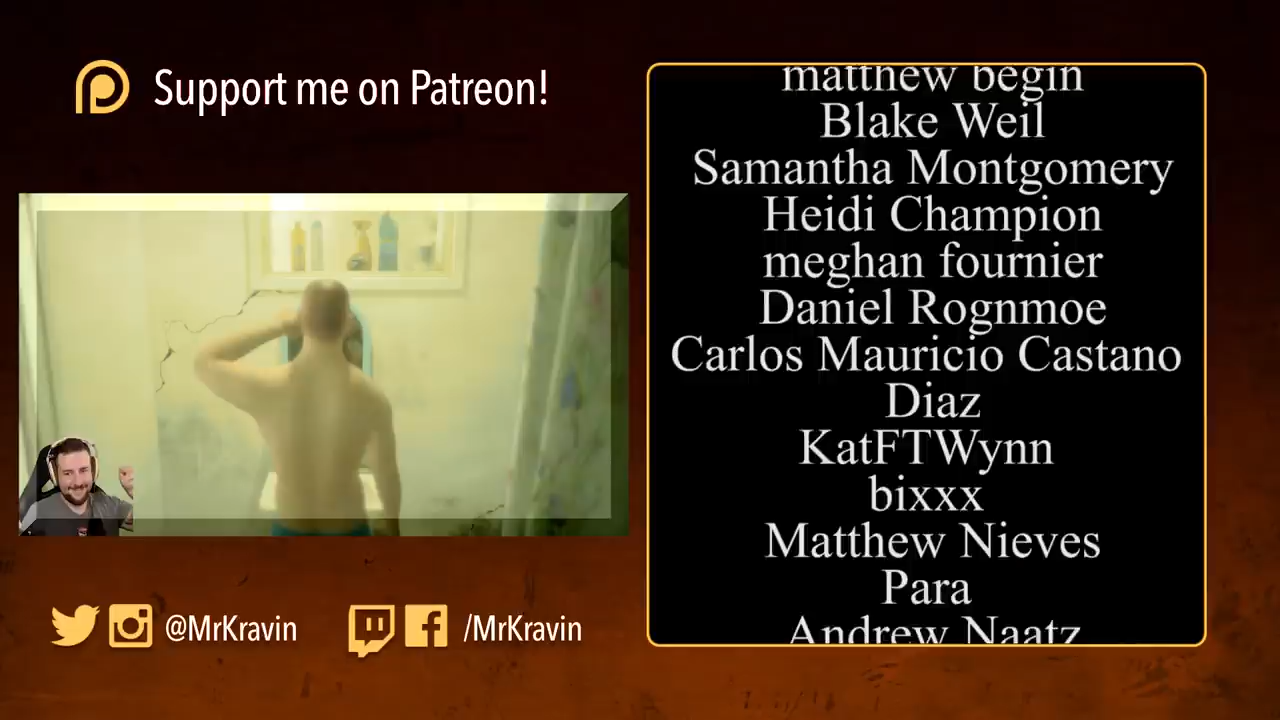 Support me on Patreon!
@MrKravin
/MrKravin
matthew begin
Blake Weil
Samantha Montgomery
Heidi Champion
meghan fournier
Daniel Rognmoe
Carlos Mauricio Castano
Diaz
KatFTWynn
bixxx
Matthew Nieves
Para
Andrew Naatz